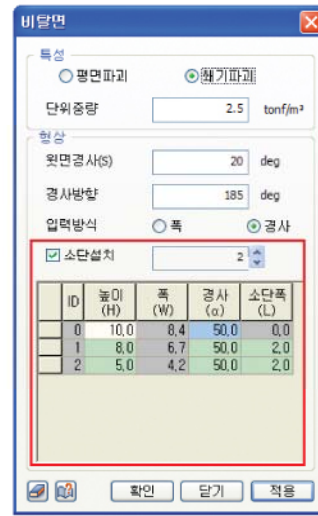 비탈면
특성
평면파괴 쐐기파괴
단위중량 2.5 tonf/m³
형상
윗면경사(S) 20 deg
경사방향 185 deg
입력방식 폭 경사
소단설치 2
ID 높이 (H) 폭 (W) 경사 (α) 소단폭 (L)
0 10,0 8,4 50,0 0,0
1 8,0 6,7 50,0 2,0
2 5,0 4,2 50,0 2,0
확인 닫기 적용